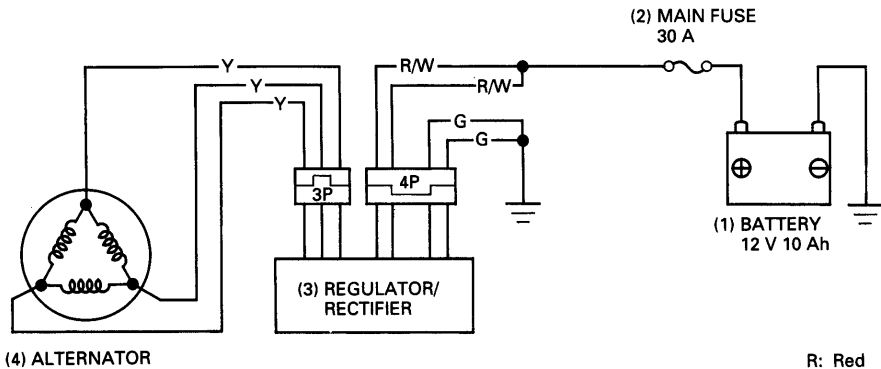 (2) MAIN FUSE
30 A
Y
R/W
Y
R/W
Y
G
G
3P
4P
(1) BATTERY
12 V 10 Ah
(3) REGULATOR/
RECTIFIER
(4) ALTERNATOR
R: Red